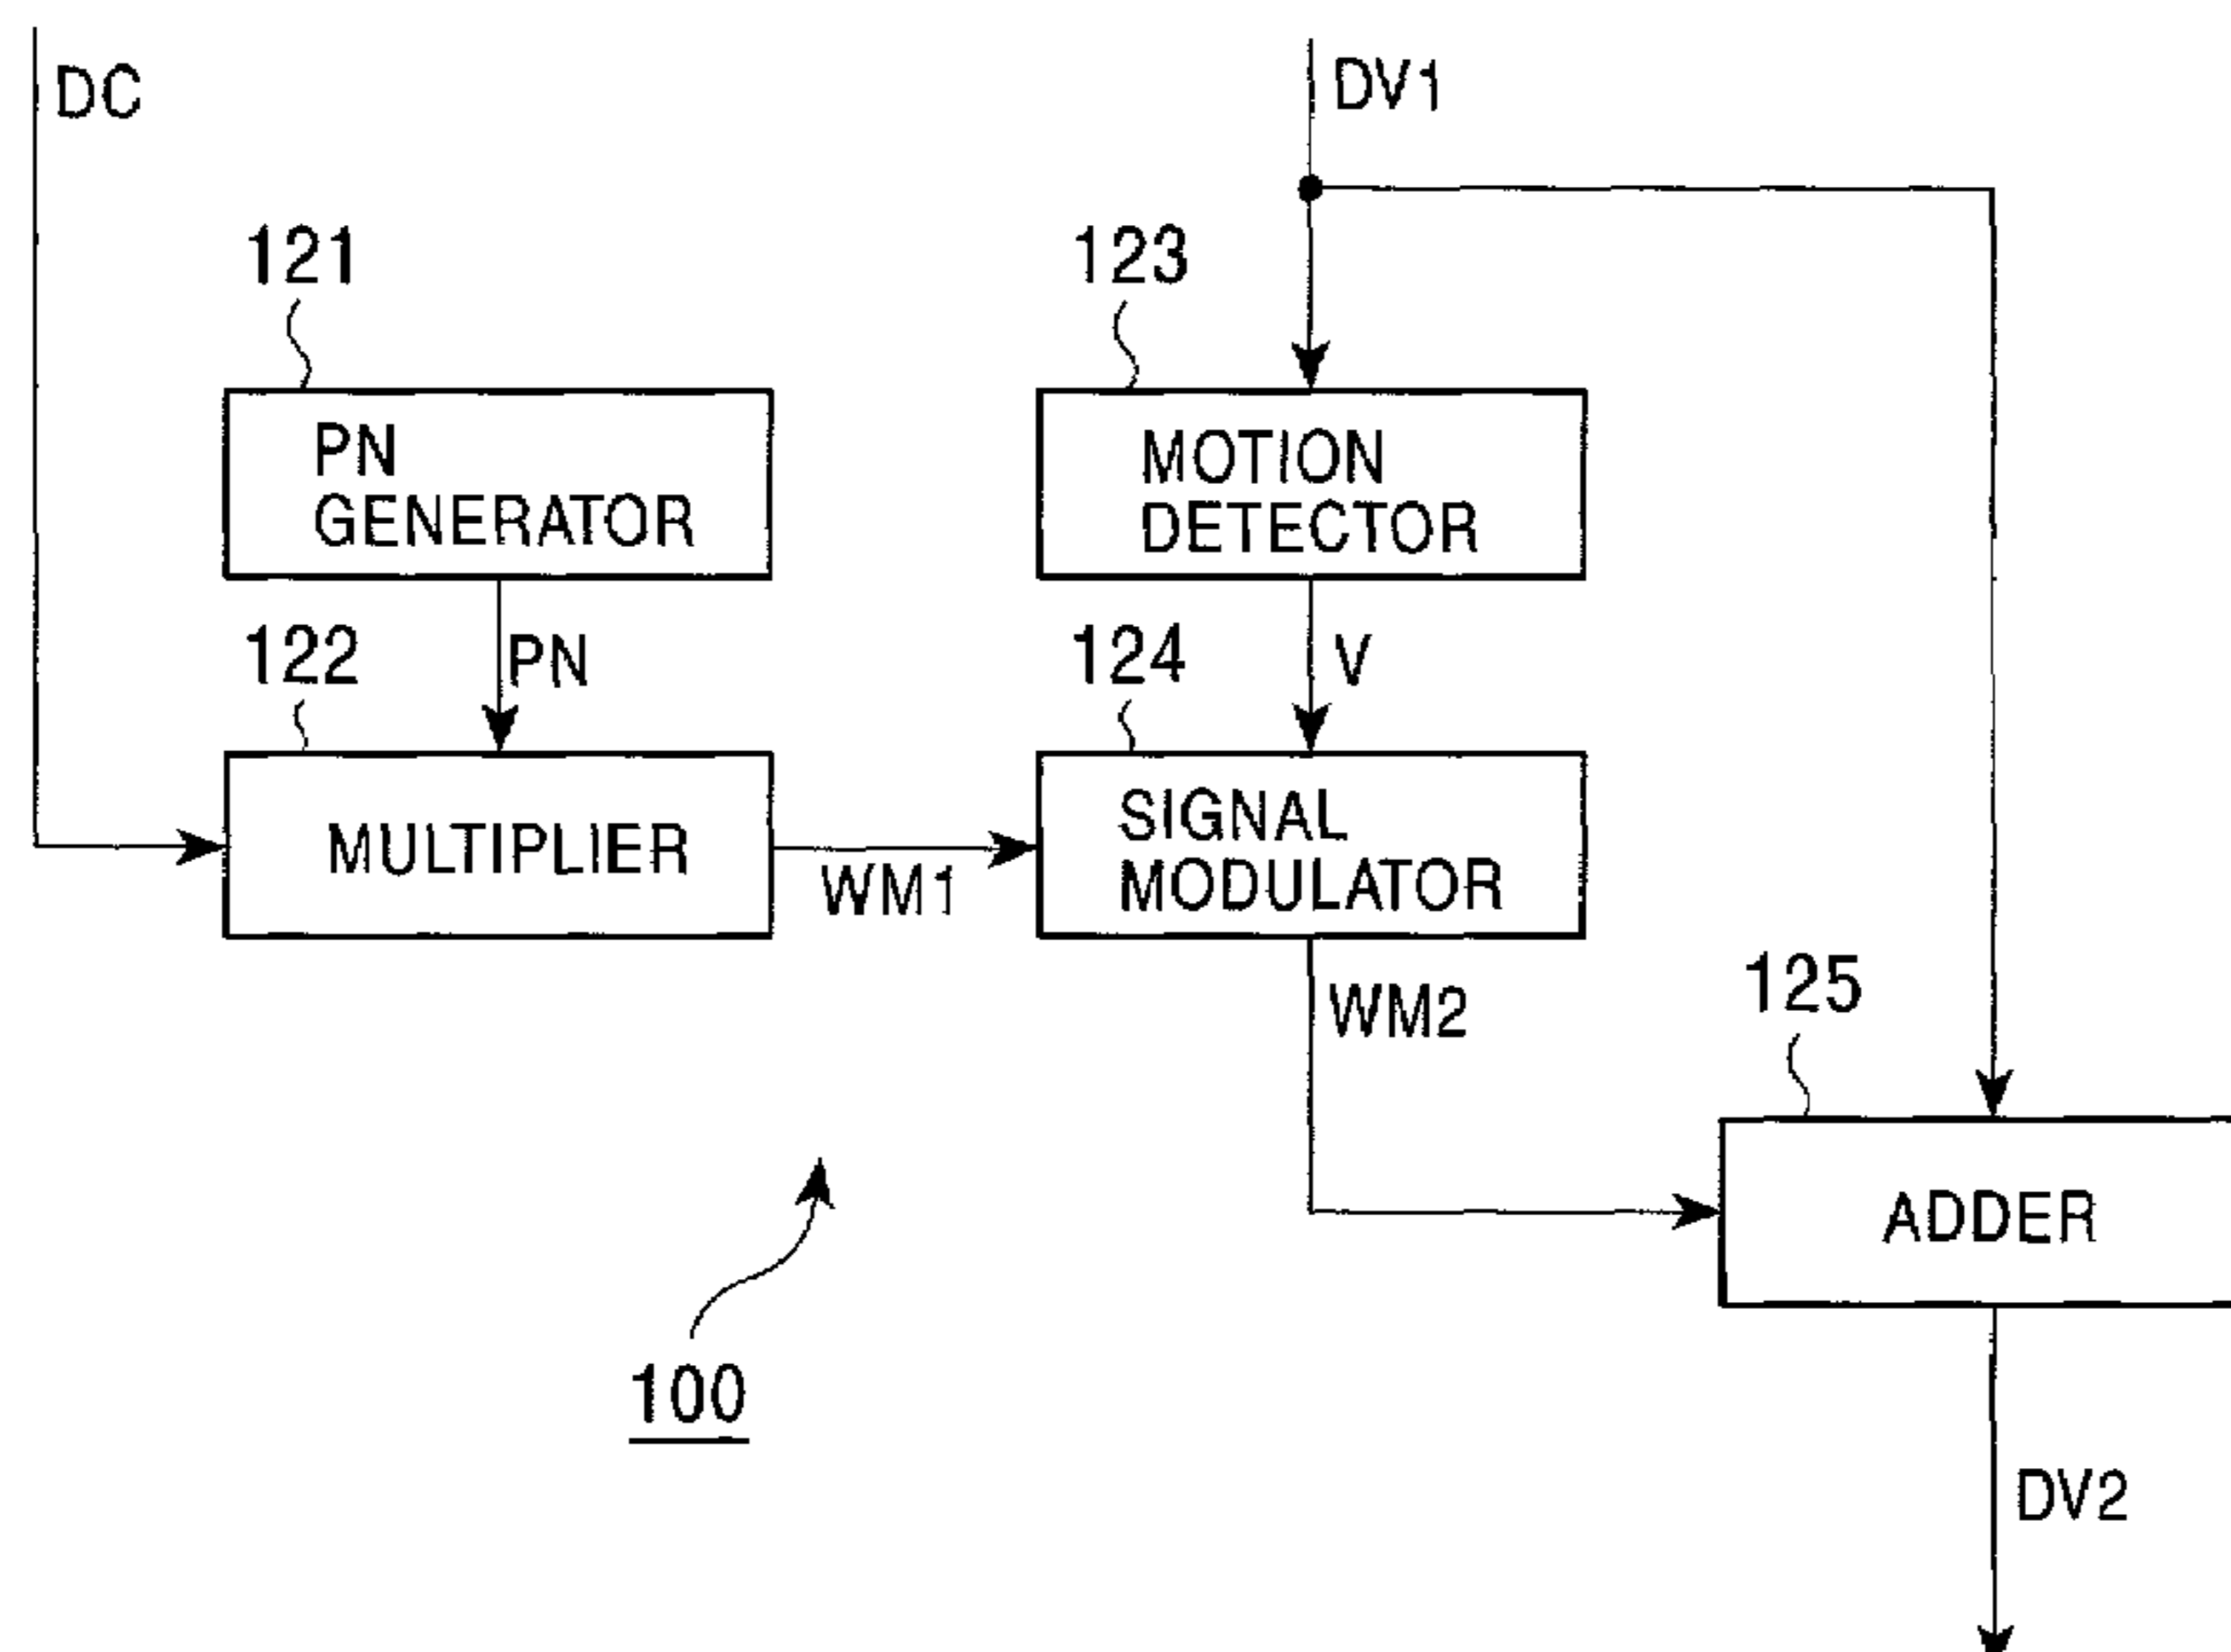 DC
DV1
121
123
PN
GENERATOR
MOTION
DETECTOR
122
PN
124
V
MULTIPLIER
WM1
SIGNAL
MODULATOR
WM2
125
ADDER
100
DV2